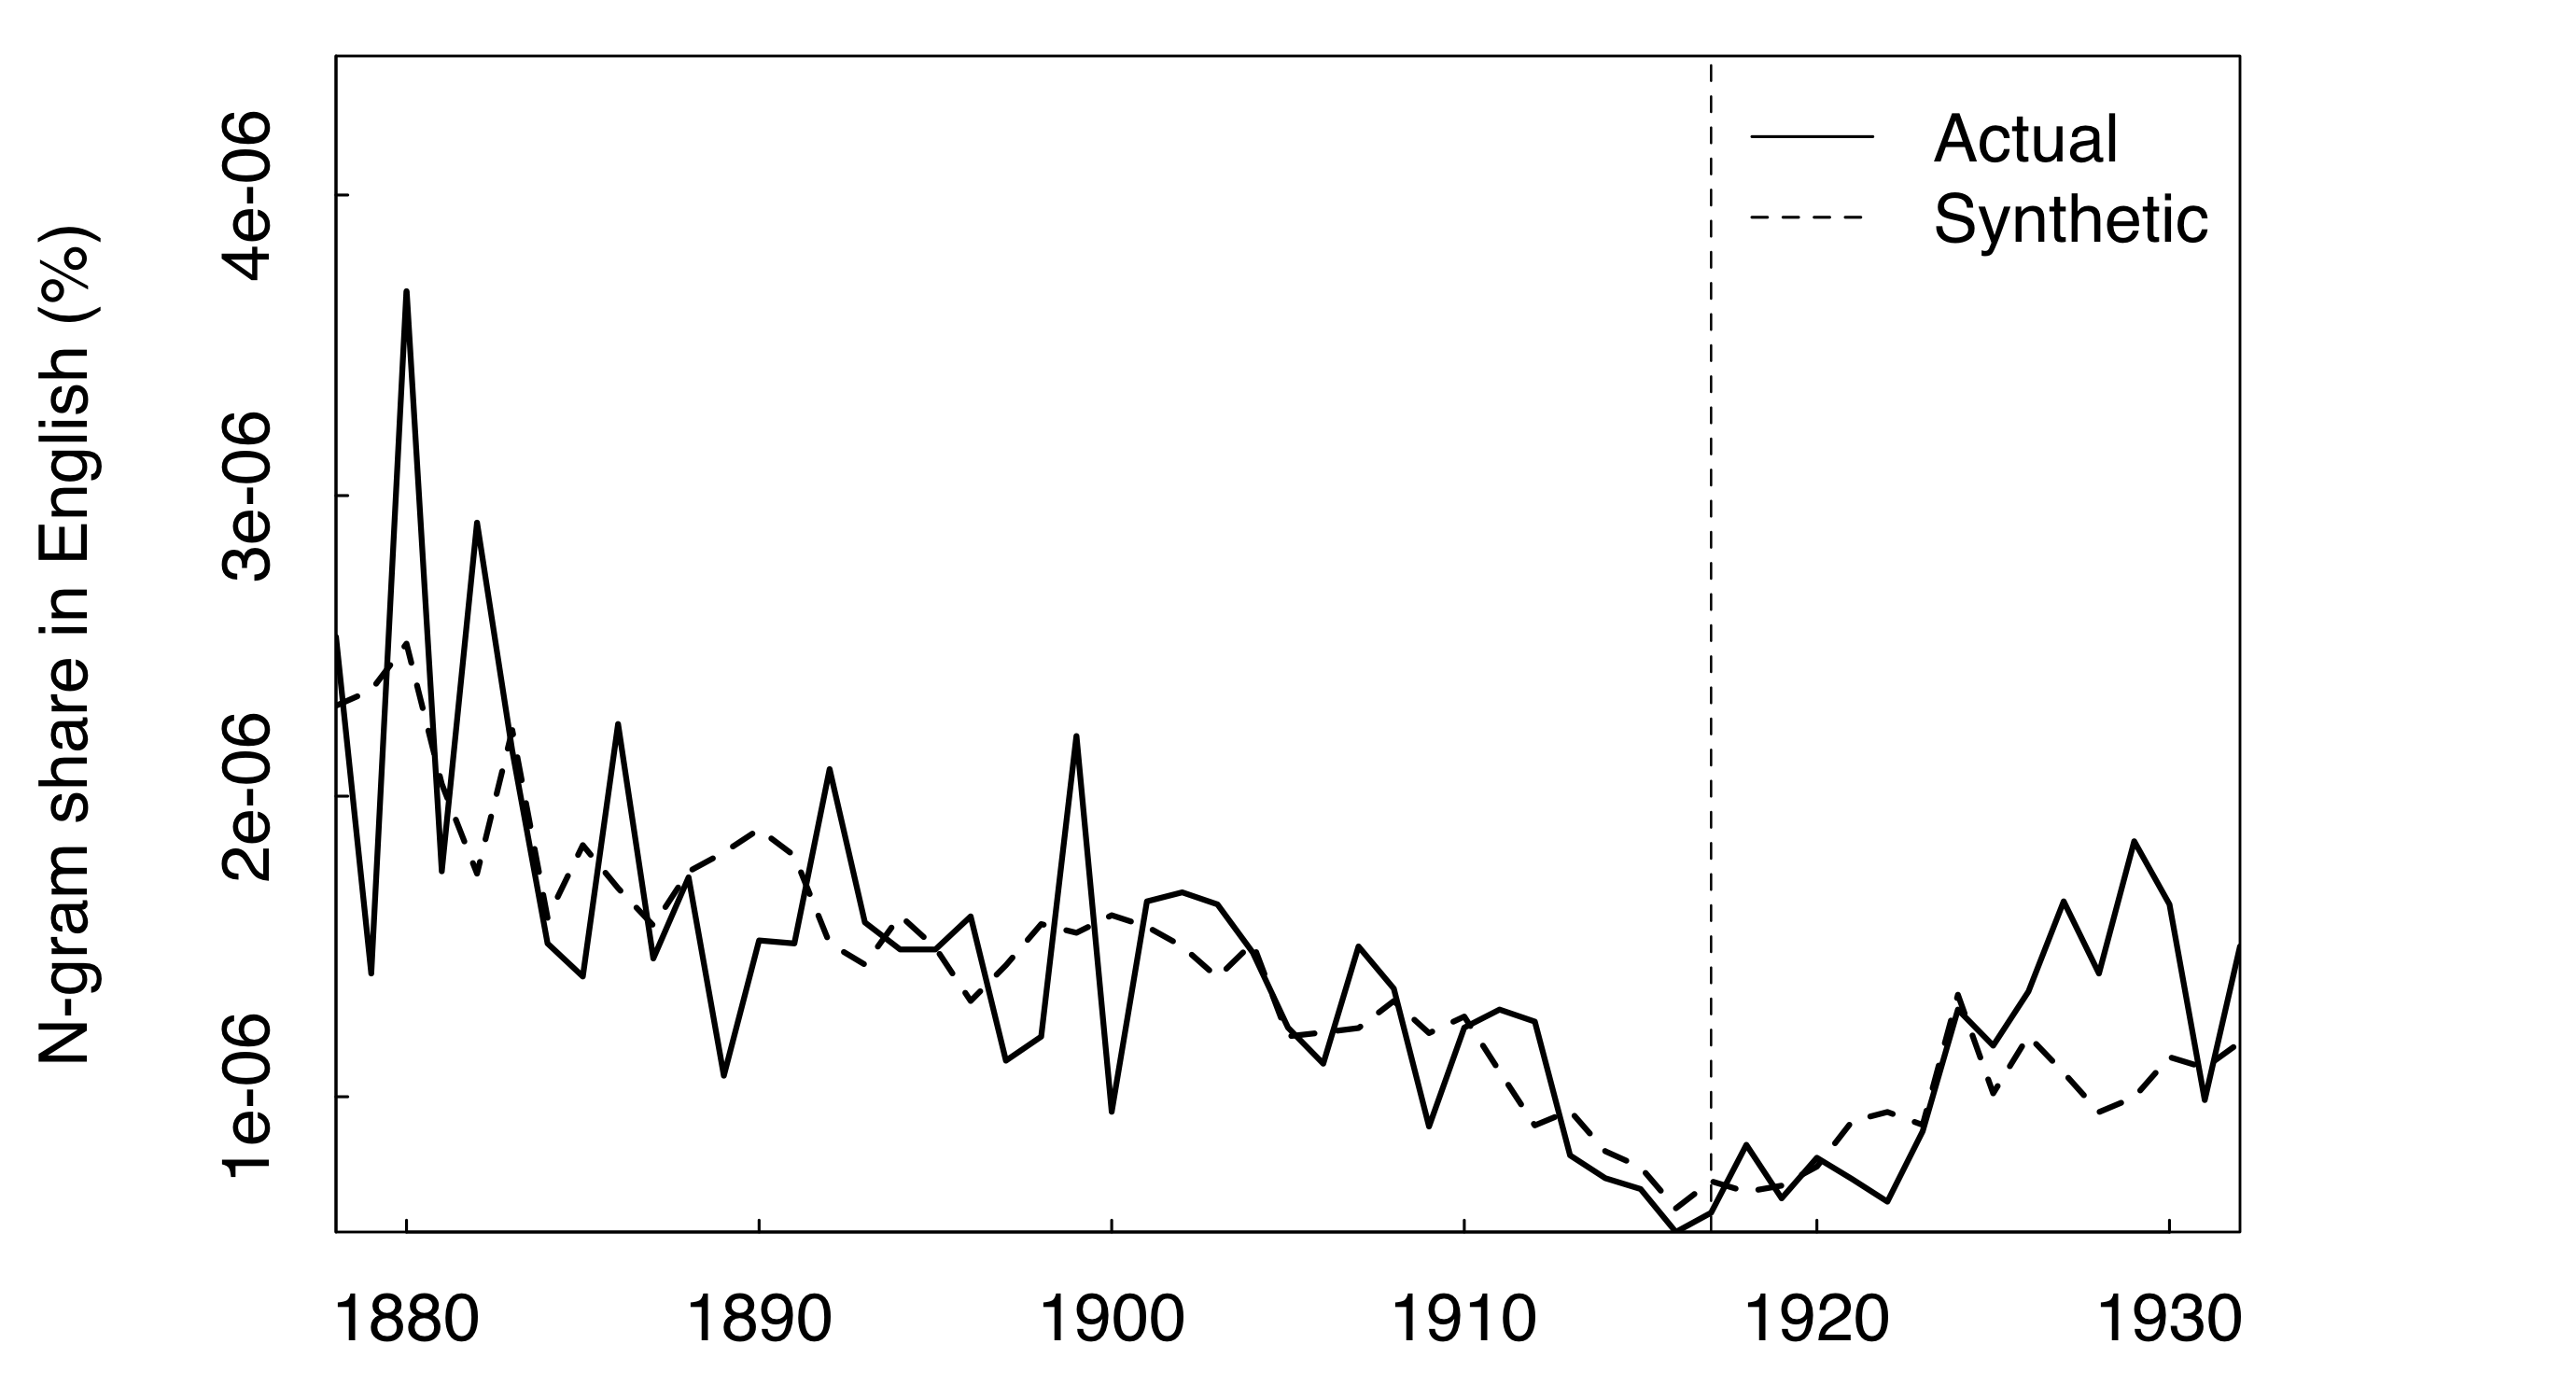 N-gram share in English (%)
4e-06
3e-06
2e-06
1e-06
Actual
Synthetic
1880 1890 1900 1910 1920 1930